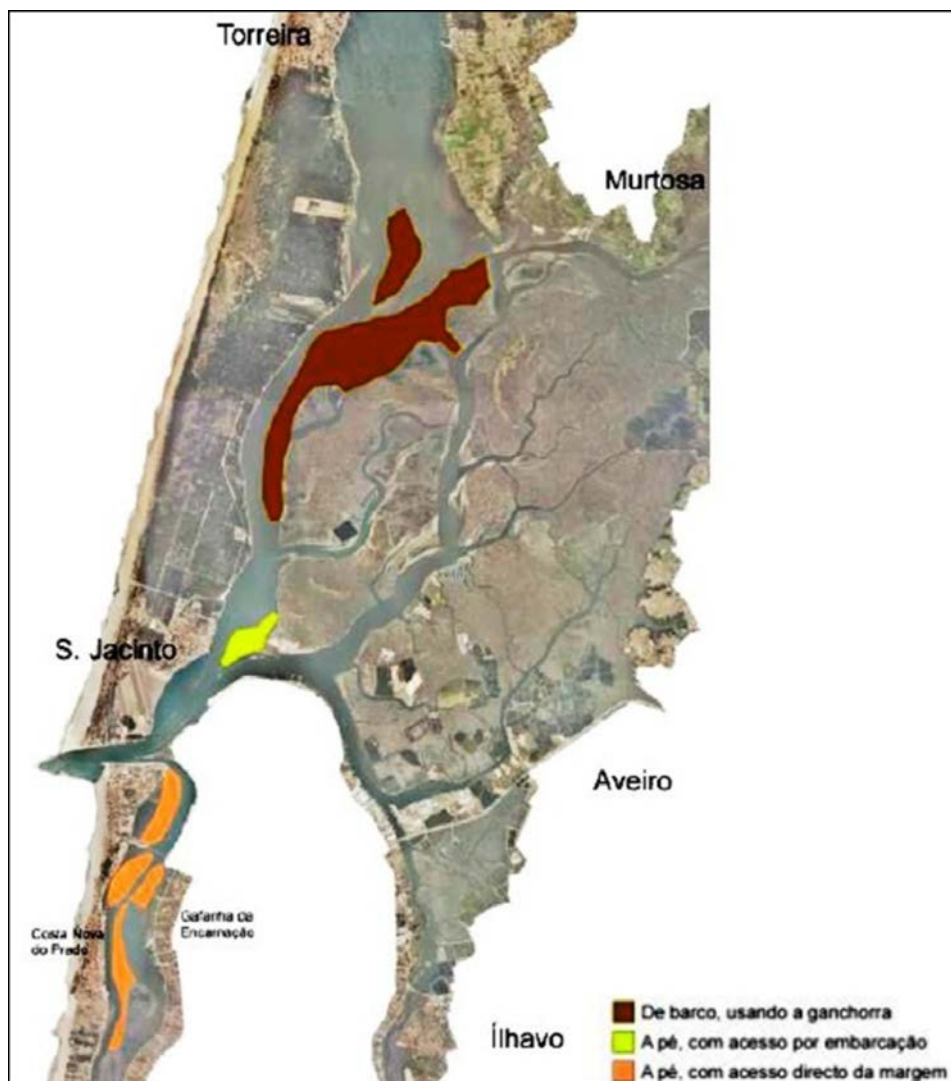 Torreira
Murtosa
S. Jacinto
Aveiro
Costa Nova
do Prado
Gafanha da
Encarnação
Ílhavo
De barco, usando a ganchorra
A pé, com acesso por embarcação
A pé, com acesso directo da margem